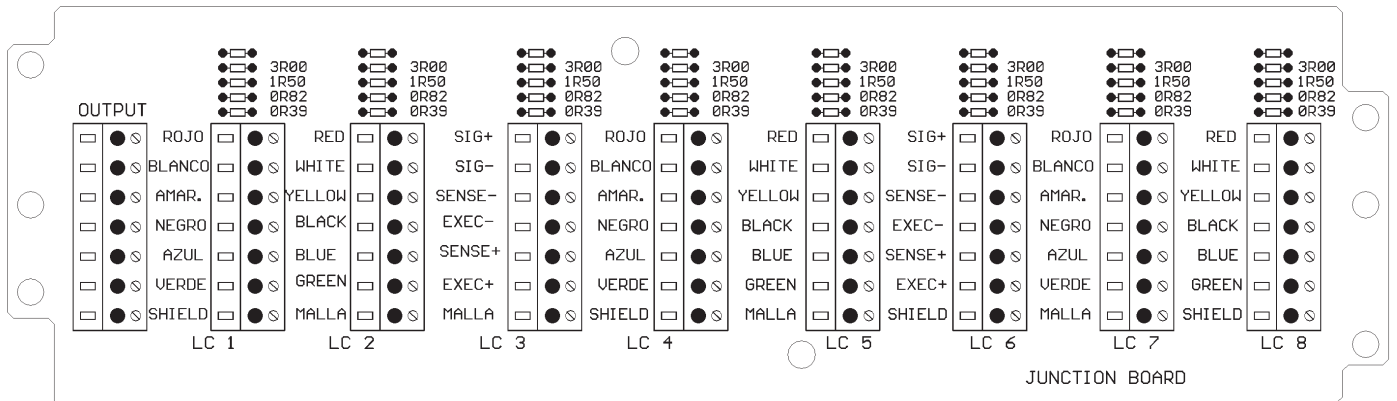 3R00 3R00 3R00 3R00 3R00 3R00 3R00 3R00
1R50 1R50 1R50 1R50 1R50 1R50 1R50 1R50
0R82 0R82 0R82 0R82 0R82 0R82 0R82 0R82
OUTPUT 0R39 0R39 0R39 0R39 0R39 0R39 0R39 0R39
ROJO RED SIG+ ROJO RED SIG+ ROJO RED
BLANCO WHITE SIG- BLANCO WHITE SIG- BLANCO WHITE
AMAR. YELLOW SENSE- AMAR. YELLOW SENSE- AMAR. YELLOW
NEGRO BLACK EXEC- NEGRO BLACK EXEC- NEGRO BLACK
AZUL BLUE SENSE+ AZUL BLUE SENSE+ AZUL BLUE
VERDE GREEN EXEC+ VERDE GREEN EXEC+ VERDE GREEN
SHIELD MALLA MALLA SHIELD MALLA SHIELD MALLA SHIELD
LC 1 LC 2 LC 3 LC 4 LC 5 LC 6 LC 7 LC 8
JUNCTION BOARD